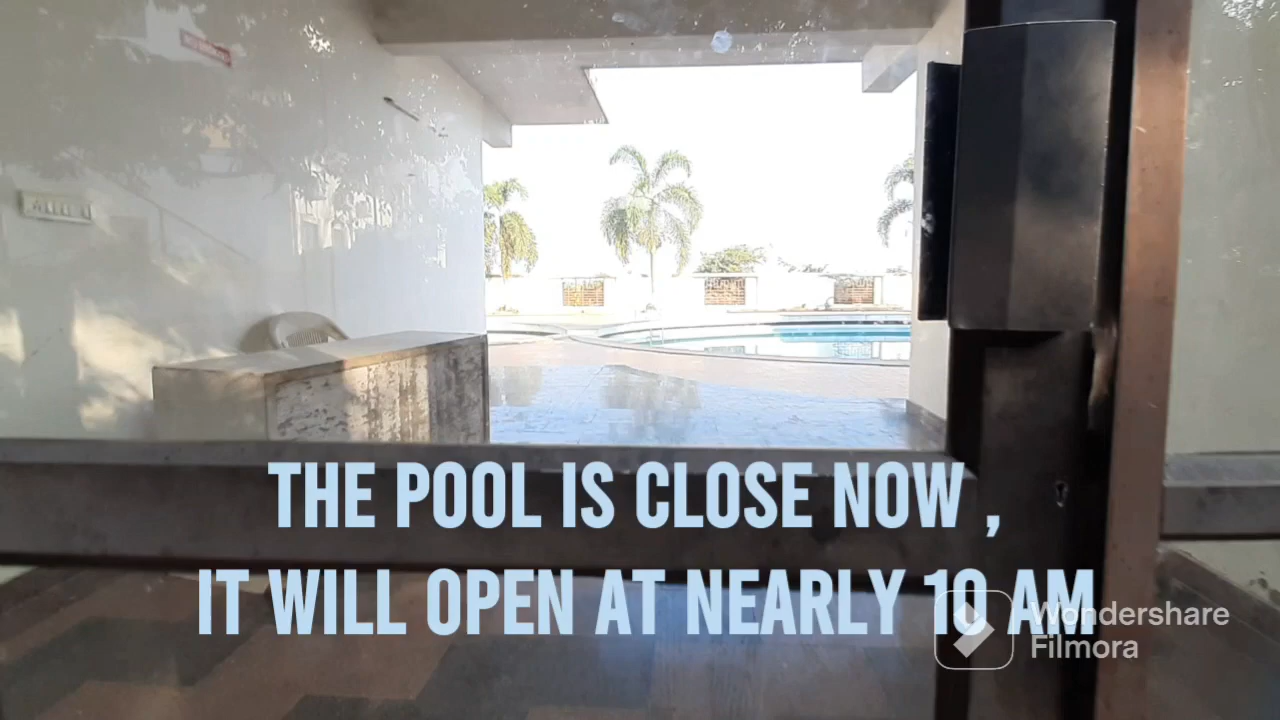 THE POOL IS CLOSE NOW ,
IT WILL OPEN AT NEARLY 10 AM
Wondershare
Filmora